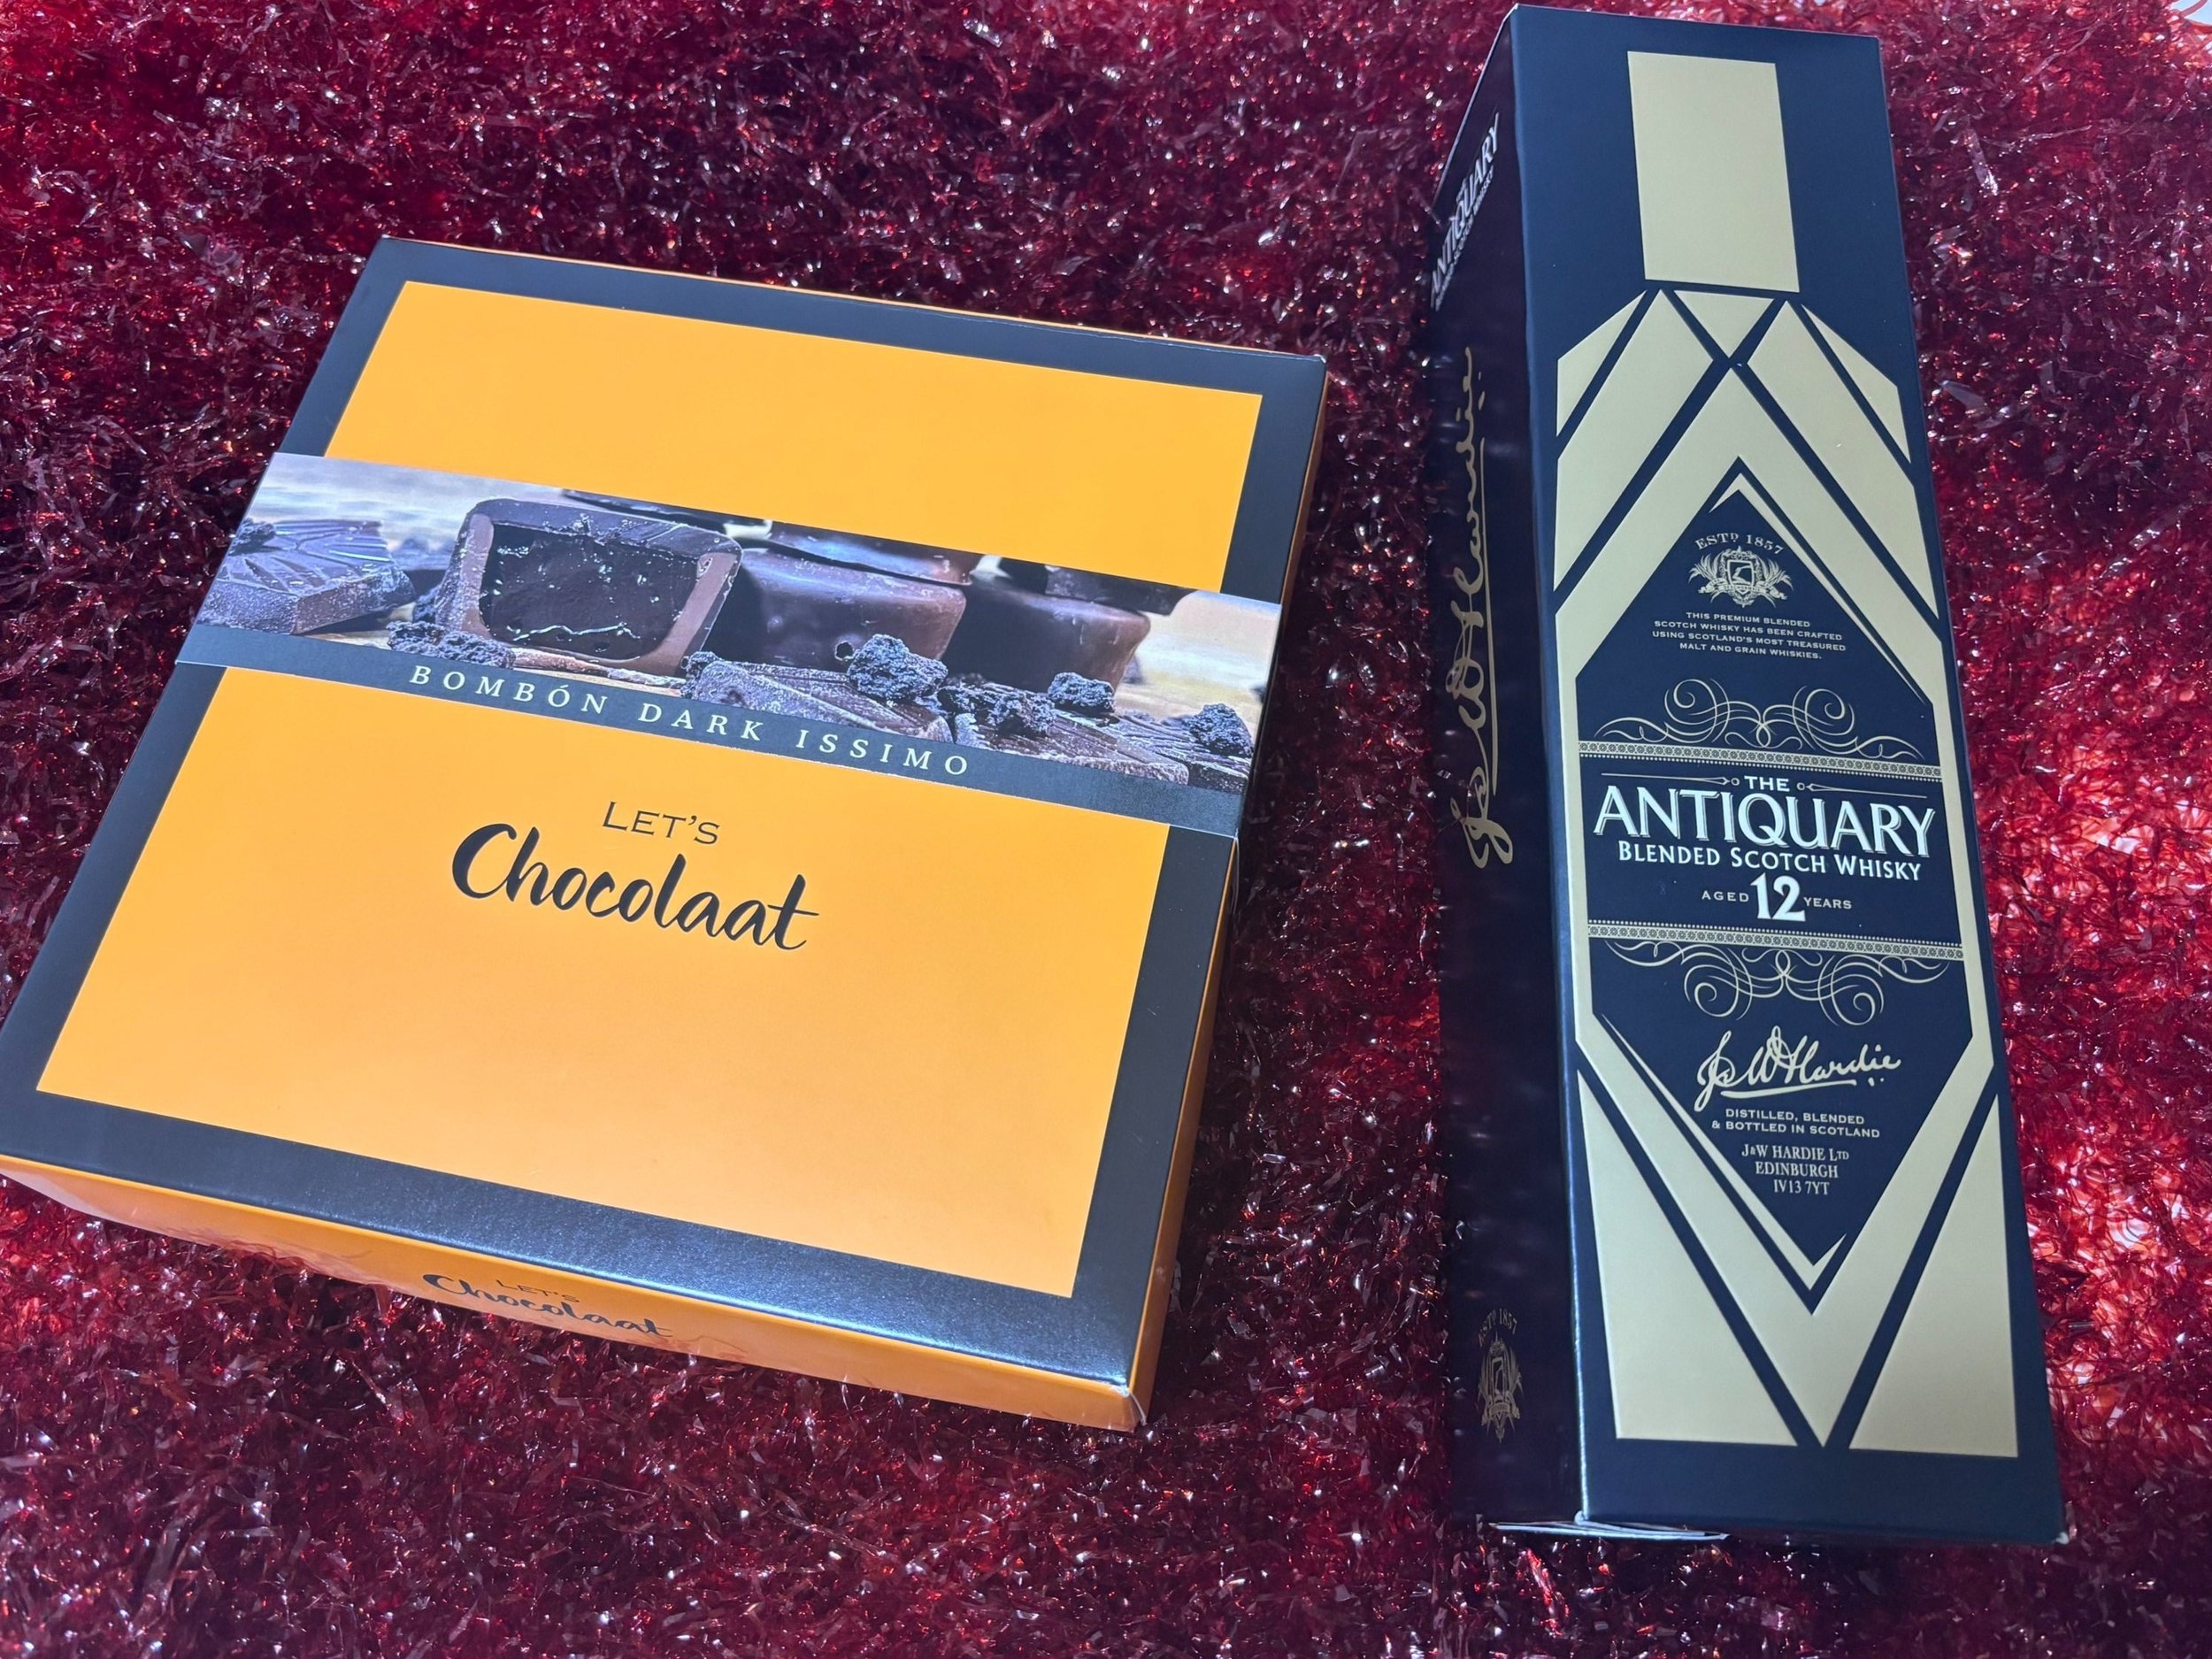 BOMBÓN DARK ISSIMO
LET'S
Chocolaat
LET'S
Chocolaat
ANTIQUARY
J&W Hardie
ESTD 1857
ESTD 1857
THIS PREMIUM BLENDED
SCOTCH WHISKY HAS BEEN CRAFTED
USING SCOTLAND'S MOST TREASURED
MALT AND GRAIN WHISKIES.
THE
ANTIQUARY
BLENDED SCOTCH WHISKY
AGED 12 YEARS
J&W Hardie
DISTILLED, BLENDED
& BOTTLED IN SCOTLAND
J&W HARDIE LTD
EDINBURGH
IV13 7YT